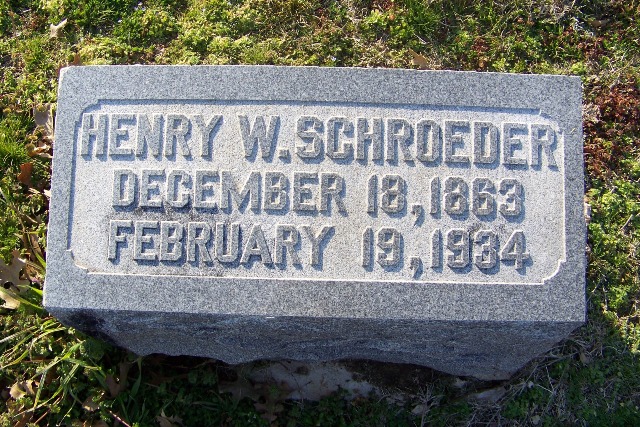 HENRY W. SCHROEDER
DECEMBER 18, 1863
FEBRUARY 19, 1934